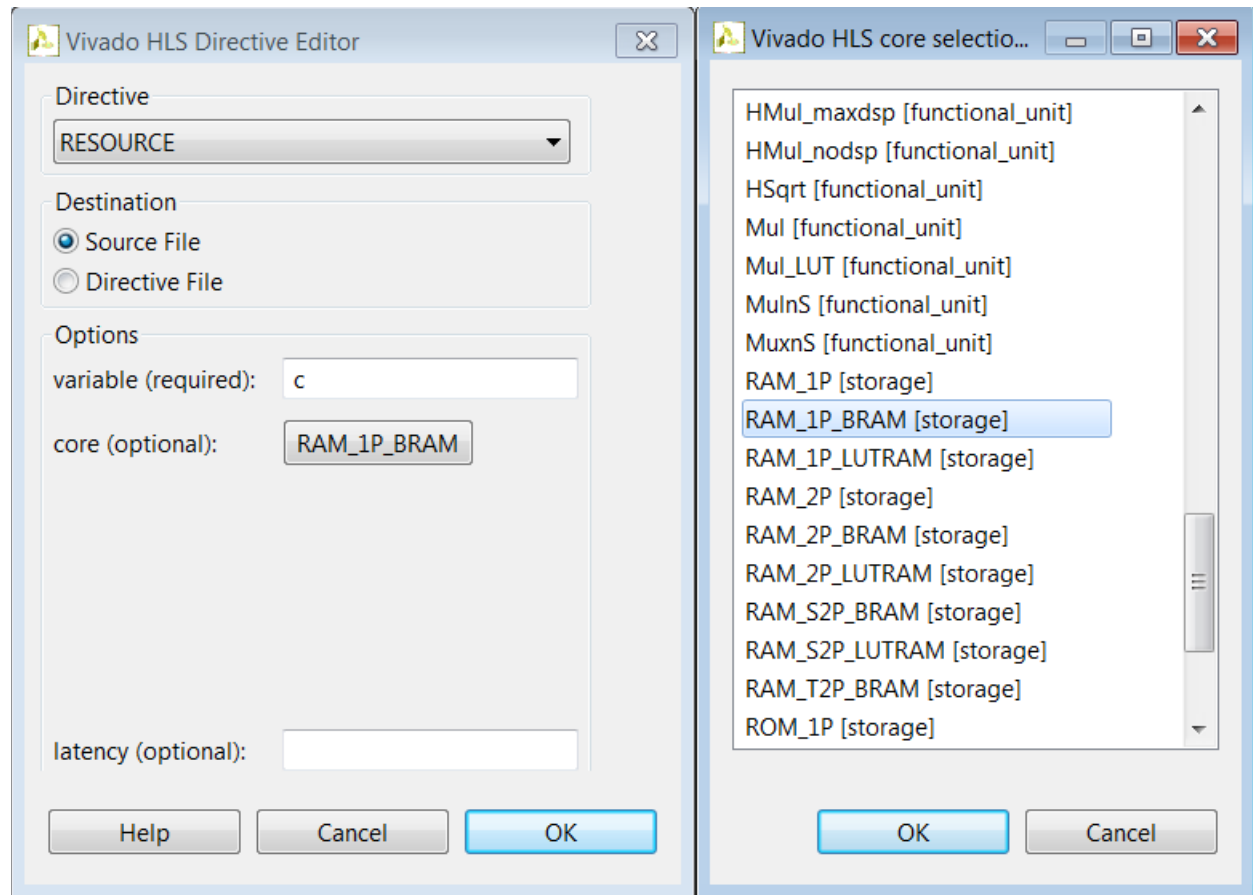 Vivado HLS Directive Editor
Directive
RESOURCE
Destination
Source File
Directive File
Options
variable (required): c
core (optional): RAM_1P_BRAM
latency (optional):
Help Cancel OK
Vivado HLS core selectio...
HMul_maxdsp [functional_unit]
HMul_nodsp [functional_unit]
HSqrt [functional_unit]
Mul [functional_unit]
Mul_LUT [functional_unit]
MulnS [functional_unit]
MuxnS [functional_unit]
RAM_1P [storage]
RAM_1P_BRAM [storage]
RAM_1P_LUTRAM [storage]
RAM_2P [storage]
RAM_2P_BRAM [storage]
RAM_2P_LUTRAM [storage]
RAM_S2P_BRAM [storage]
RAM_S2P_LUTRAM [storage]
RAM_T2P_BRAM [storage]
ROM_1P [storage]
OK Cancel